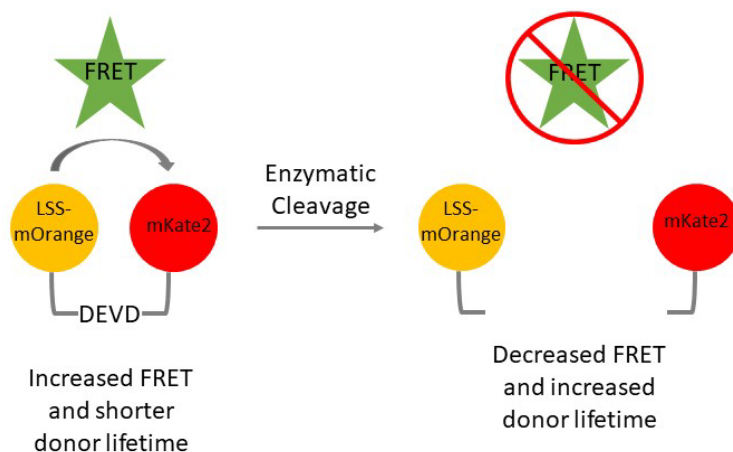 FRET
LSS-
mOrange
mKate2
DEVD
Increased FRET
and shorter
donor lifetime
Enzymatic
Cleavage
FRET
LSS-
mOrange
mKate2
Decreased FRET
and increased
donor lifetime